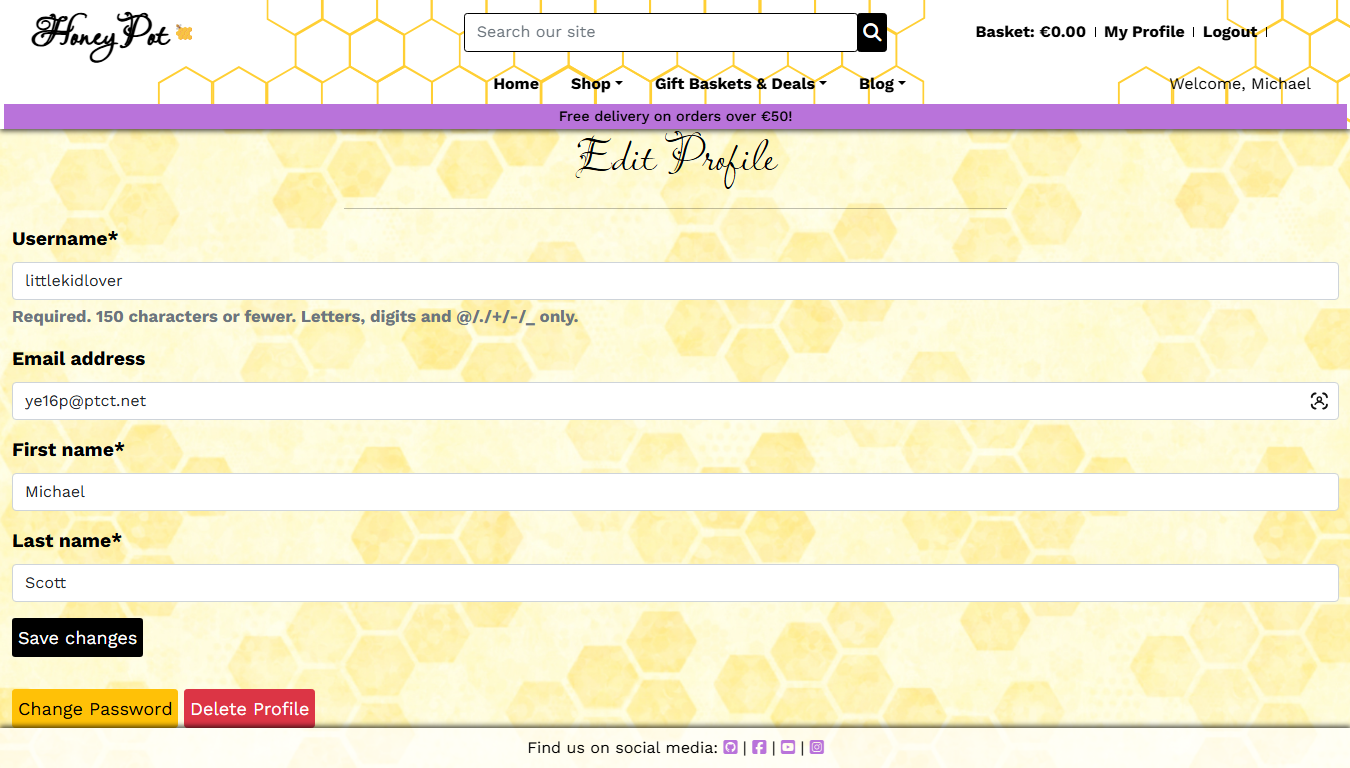 Honey Pot
Search our site
Basket: €0.00 | My Profile | Logout |
Home Shop Gift Baskets & Deals Blog
Welcome, Michael
Free delivery on orders over €50!
Edit Profile
Username*
littlekidlover
Required. 150 characters or fewer. Letters, digits and @/./+/-/_ only.
Email address
ye16p@ptct.net
First name*
Michael
Last name*
Scott
Save changes
Change Password Delete Profile
Find us on social media: | | |